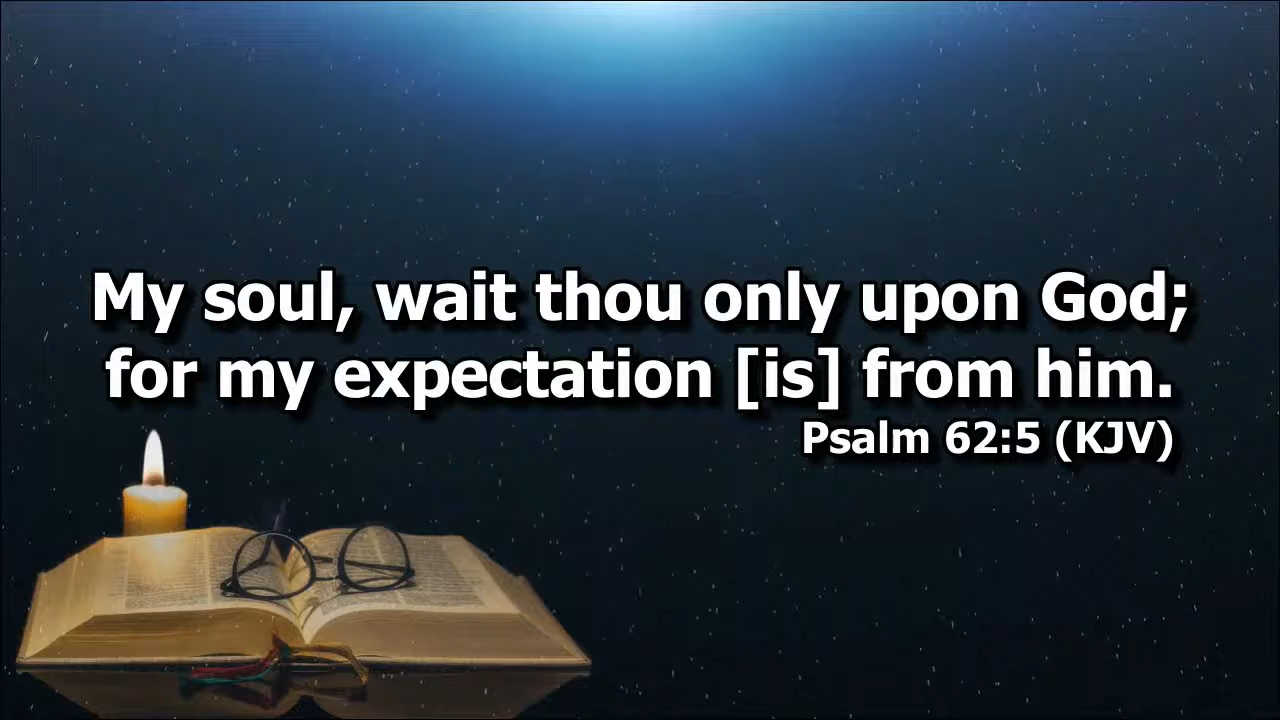 My soul, wait thou only upon God;
for my expectation [is] from him.
Psalm 62:5 (KJV)